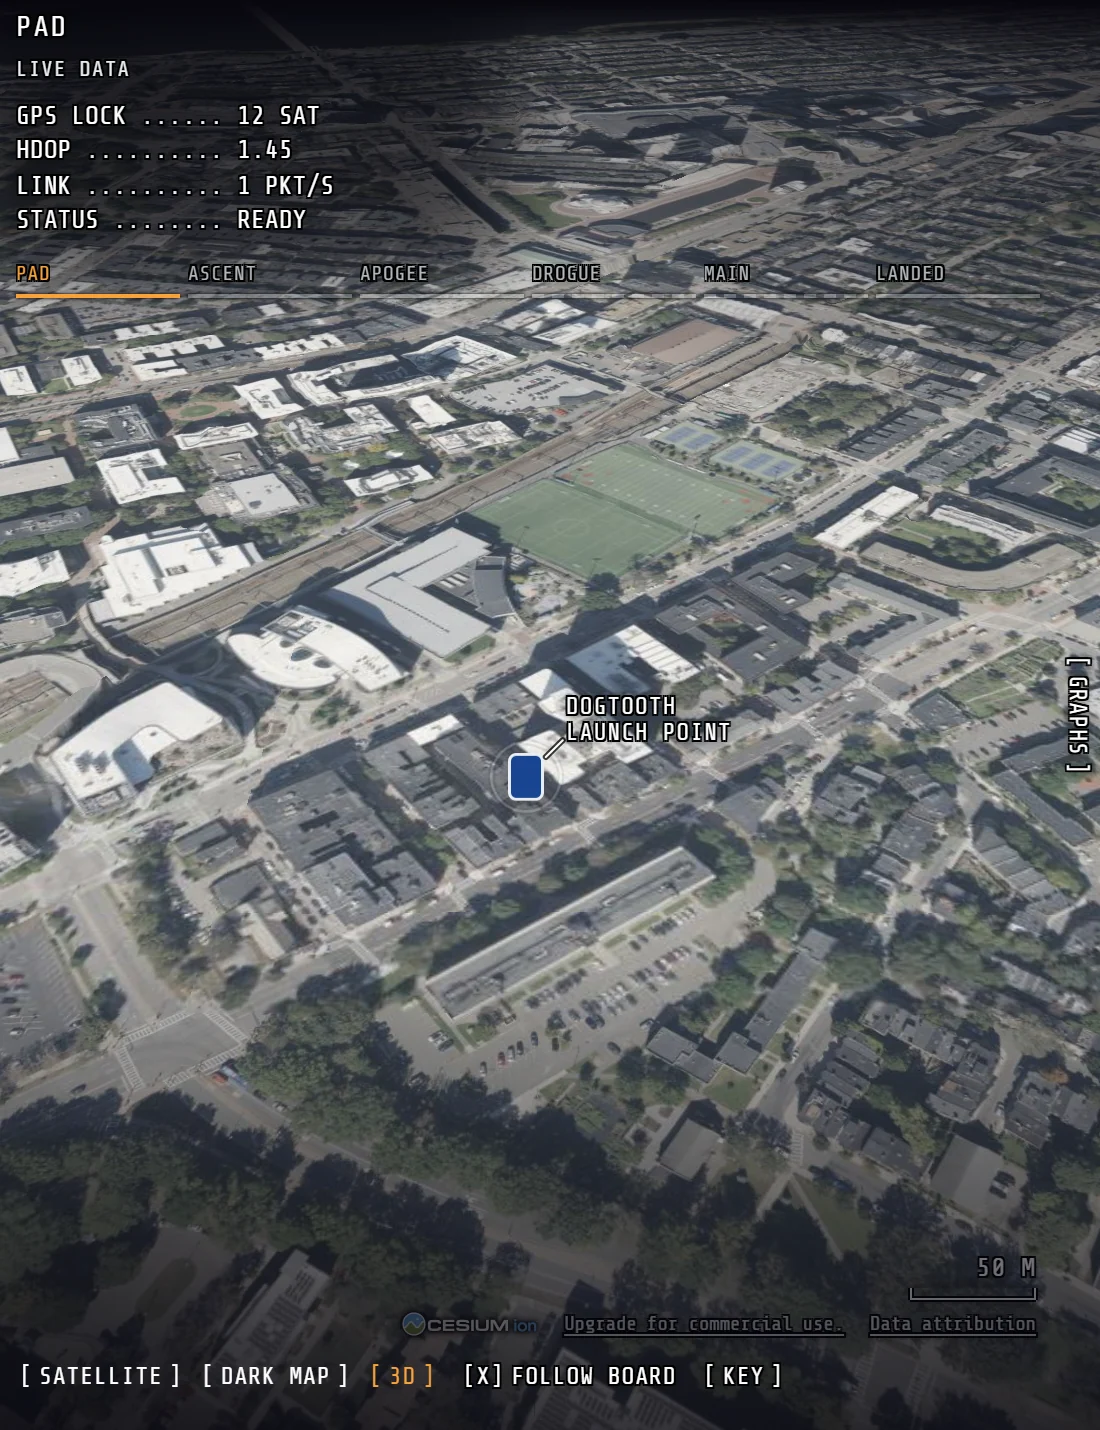 PAD
LIVE DATA
GPS LOCK ...... 12 SAT
HDOP .......... 1.45
LINK .......... 1 PKT/S
STATUS ........ READY
PAD ASCENT APOGEE DROGUE MAIN LANDED
[ GRAPHS ]
DOGTOOTH
LAUNCH POINT
50 M
CESIUM ion Upgrade for commercial use. Data attribution
[ SATELLITE ] [ DARK MAP ] [ 3D ] [X] FOLLOW BOARD [ KEY ]